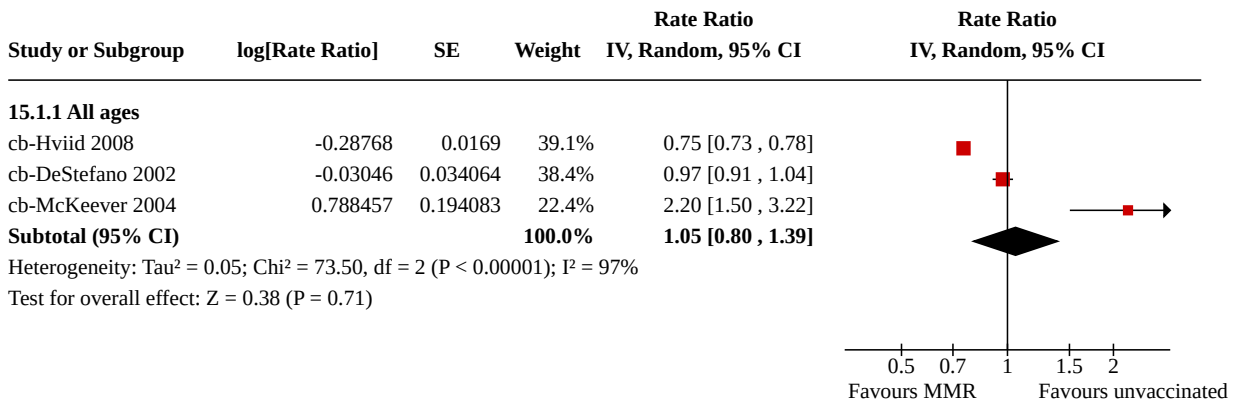 Rate Ratio Rate Ratio
Study or Subgroup log[Rate Ratio] SE Weight IV, Random, 95% CI IV, Random, 95% CI
15.1.1 All ages
cb-Hviid 2008 -0.28768 0.0169 39.1% 0.75 [0.73 , 0.78]
cb-DeStefano 2002 -0.03046 0.034064 38.4% 0.97 [0.91 , 1.04]
cb-McKeever 2004 0.788457 0.194083 22.4% 2.20 [1.50 , 3.22]
Subtotal (95% CI) 100.0% 1.05 [0.80 , 1.39]
Heterogeneity: Tau² = 0.05; Chi² = 73.50, df = 2 (P < 0.00001); I² = 97%
Test for overall effect: Z = 0.38 (P = 0.71)
0.5 0.7 1 1.5 2
Favours MMR Favours unvaccinated